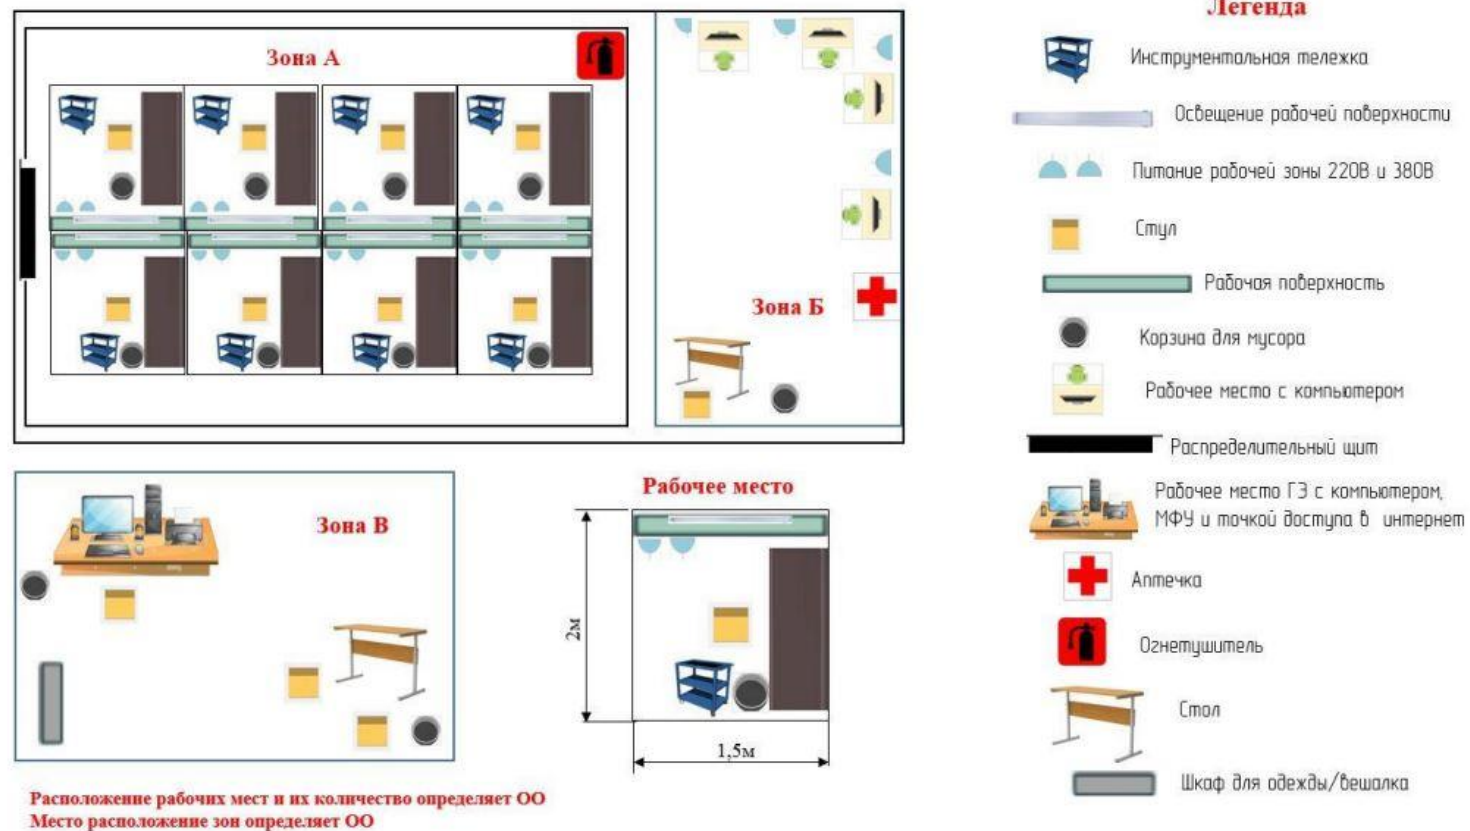 Легенда
Зона А
Инструментальная тележка
Освещение рабочей поверхности
Питание рабочей зоны 220В и 380В
Стул
Рабочая поверхность
Зона Б
Корзина для мусора
Рабочее место с компьютером
Распределительный щит
Рабочее место
Зона В
Рабочее место ГЭ с компьютером,
МФУ и точкой доступа в интернет
Аптечка
2м
Огнетушитель
Стол
1,5м
Шкаф для одежды/вешалка
Расположение рабочих мест и их количество определяет ОО
Место расположение зон определяет ОО